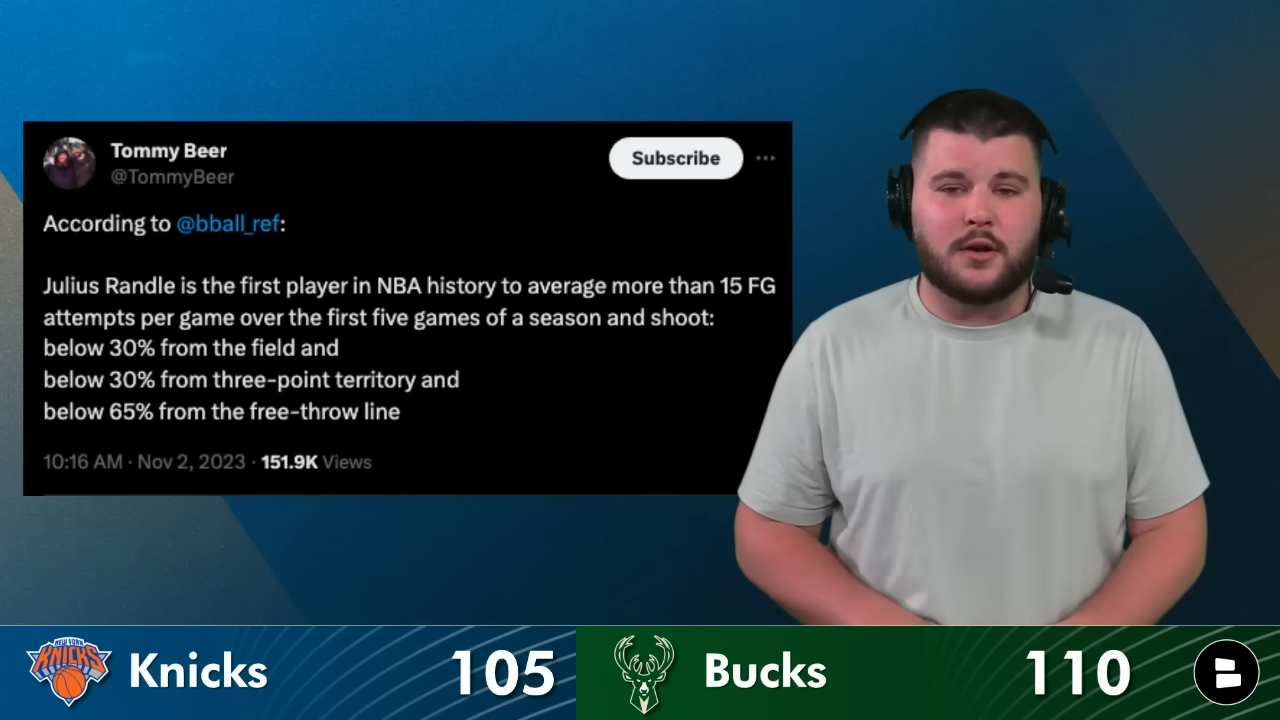 Tommy Beer
@TommyBeer
Subscribe
According to @bball_ref:
Julius Randle is the first player in NBA history to average more than 15 FG
attempts per game over the first five games of a season and shoot:
below 30% from the field and
below 30% from three-point territory and
below 65% from the free-throw line
10:16 AM · Nov 2, 2023 · 151.9K Views
NEW YORK
KNICKS
Knicks 105
Bucks 110